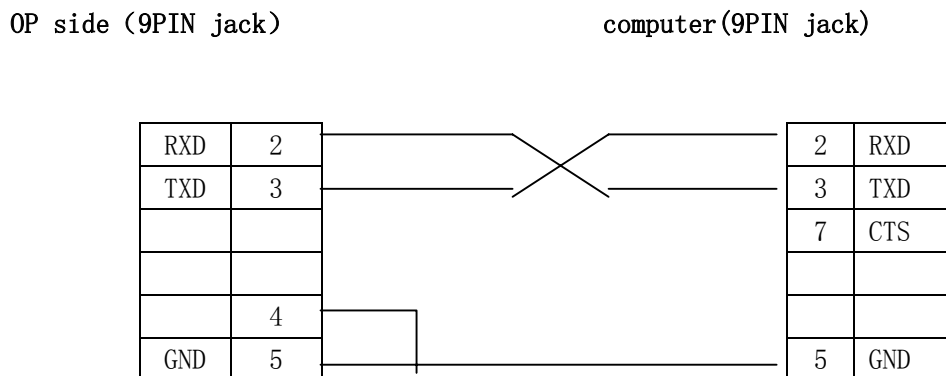 OP side（9PIN jack） computer(9PIN jack)
RXD 2 2 RXD
TXD 3 3 TXD
7 CTS
4
GND 5 5 GND